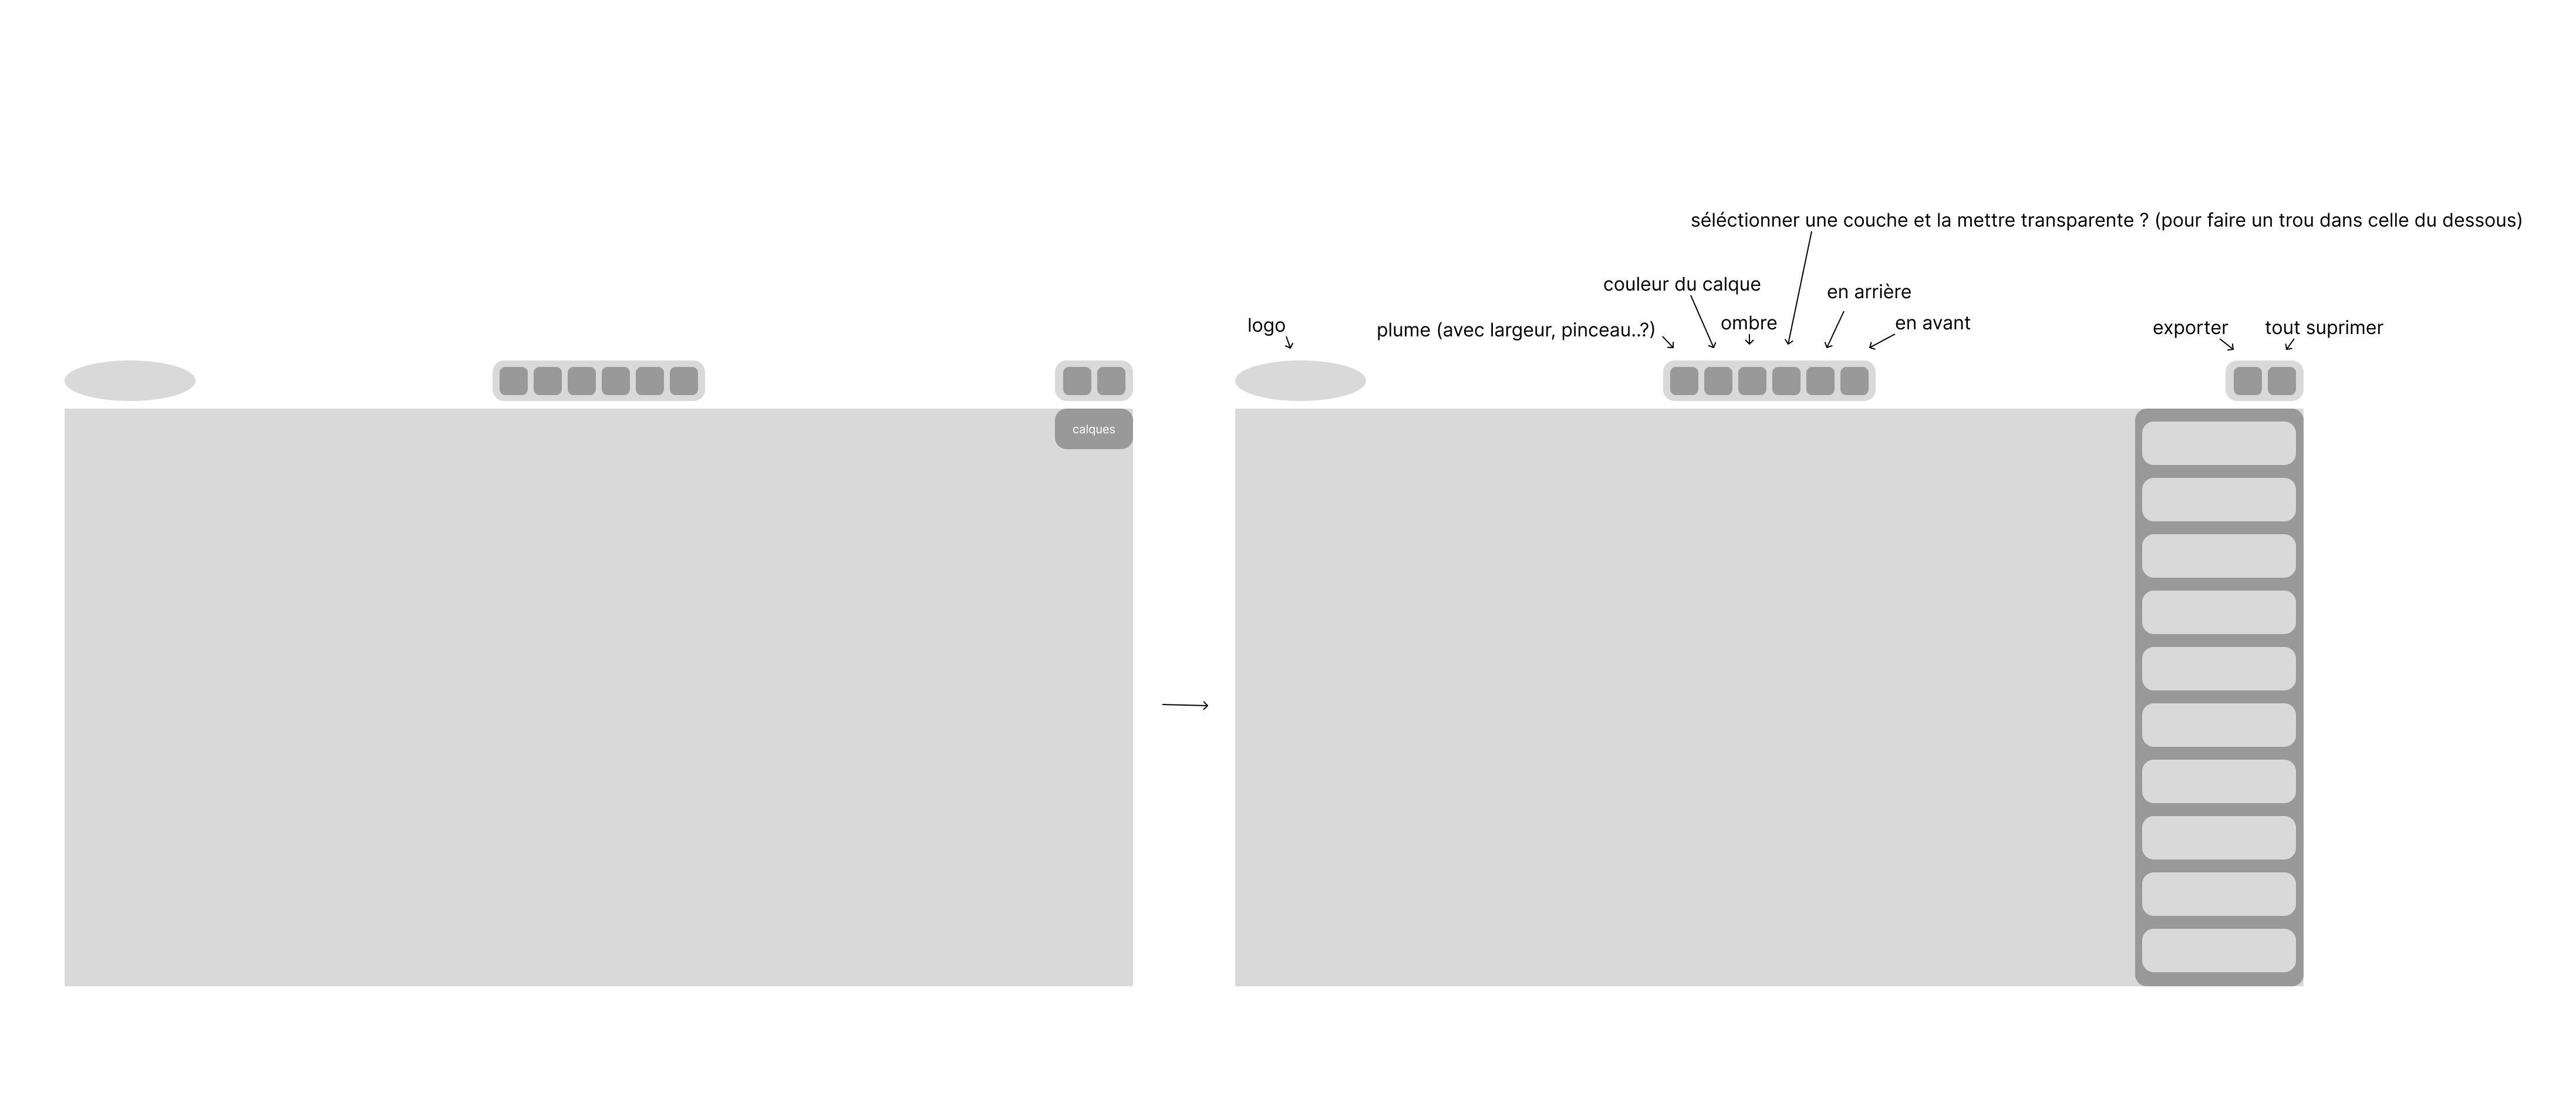 séléctionner une couche et la mettre transparente ? (pour faire un trou dans celle du dessous)
couleur du calque
en arrière
logo
plume (avec largeur, pinceau..?)
ombre
en avant
exporter
tout suprimer
calques